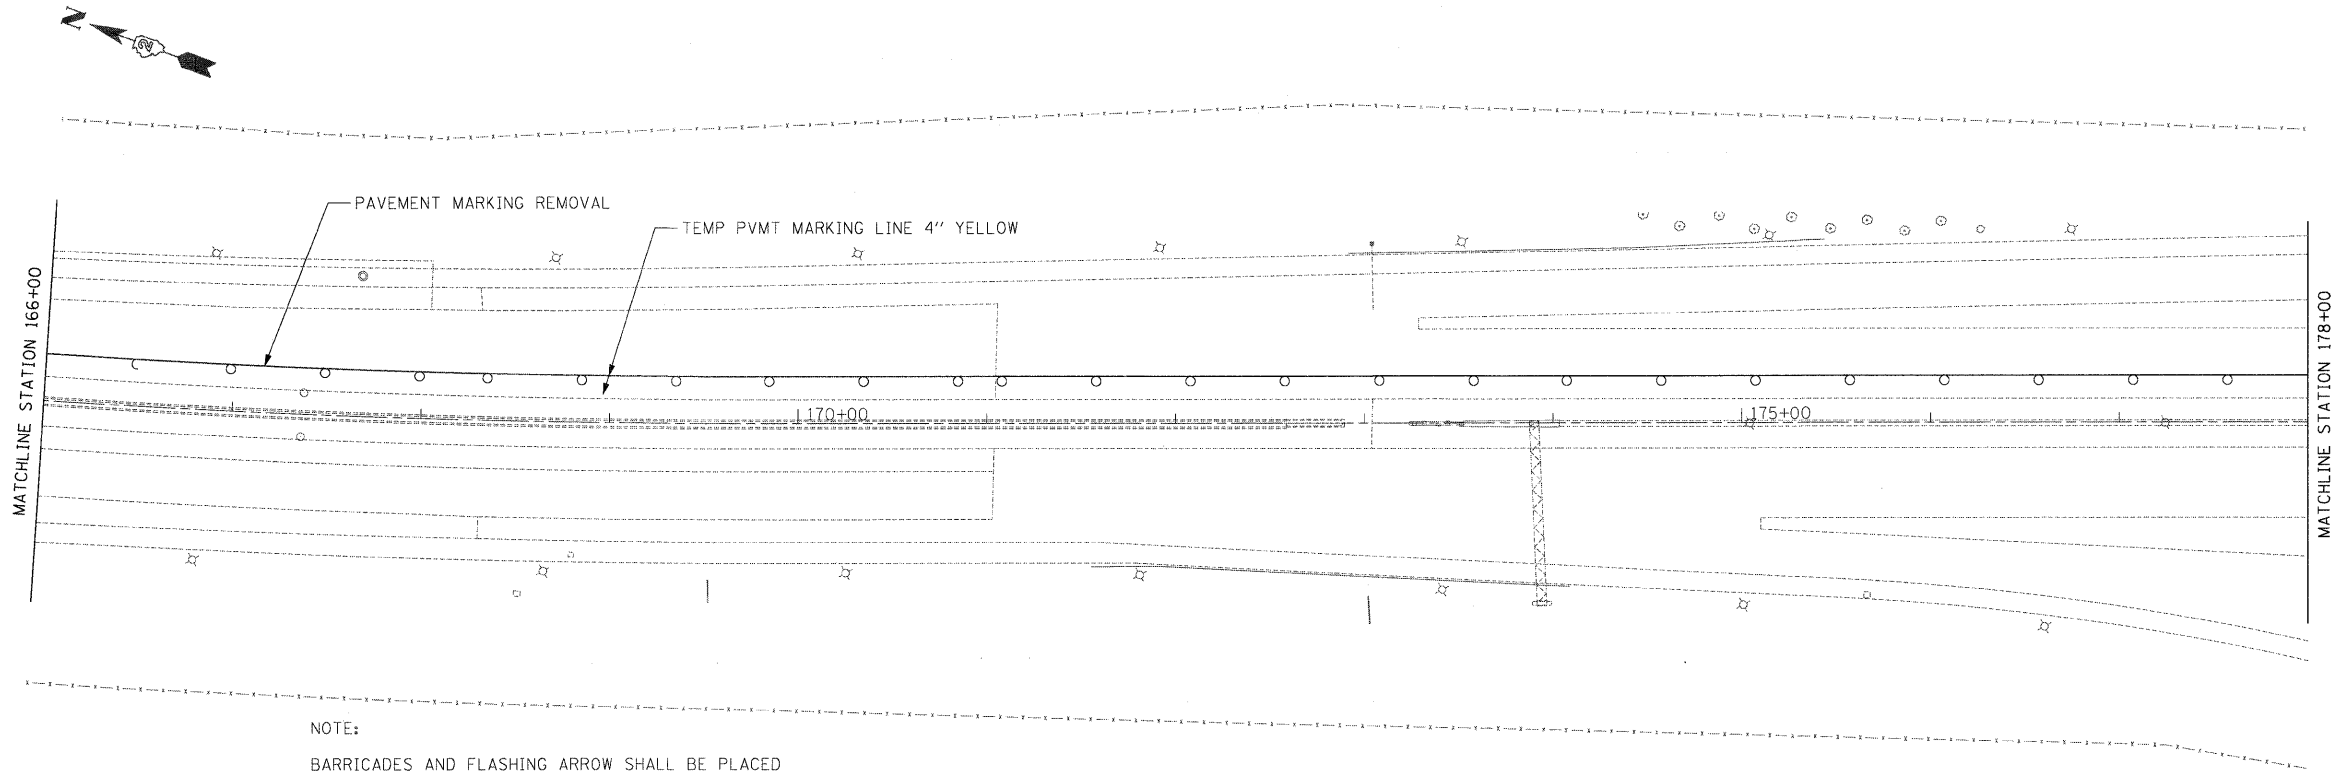 N
2
PAVEMENT MARKING REMOVAL
TEMP PVMT MARKING LINE 4" YELLOW
MATCHLINE STATION 166+00
170+00
175+00
MATCHLINE STATION 178+00
NOTE:
BARRICADES AND FLASHING ARROW SHALL BE PLACED